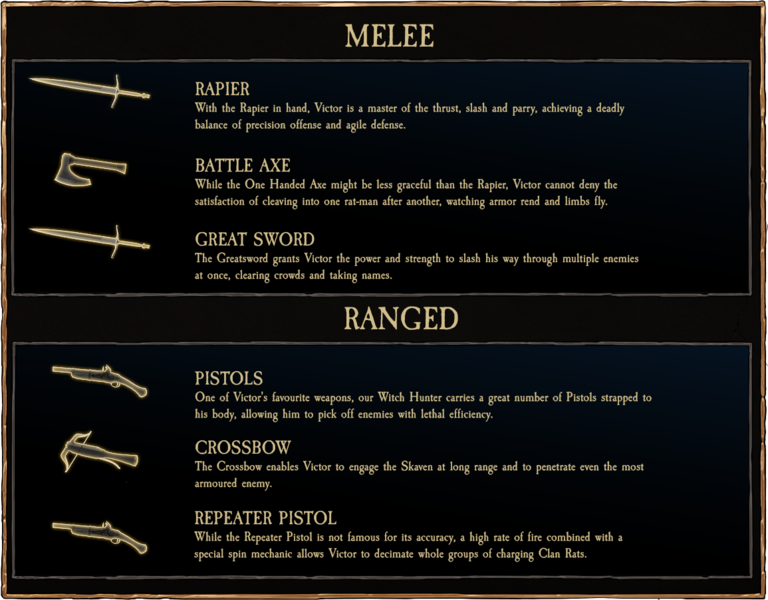 MELEE
RAPIER
With the Rapier in hand, Victor is a master of the thrust, slash and parry, achieving a deadly
balance of precision offense and agile defense.
BATTLE AXE
While the One Handed Axe might be less graceful than the Rapier, Victor cannot deny the
satisfaction of cleaving into one rat-man after another, watching armor rend and limbs fly.
GREAT SWORD
The Greatsword grants Victor the power and strength to slash his way through multiple enemies
at once, clearing crowds and taking names.
RANGED
PISTOLS
One of Victor's favourite weapons, our Witch Hunter carries a great number of Pistols strapped to
his body, allowing him to pick off enemies with lethal efficiency.
CROSSBOW
The Crossbow enables Victor to engage the Skaven at long range and to penetrate even the most
armoured enemy.
REPEATER PISTOL
While the Repeater Pistol is not famous for its accuracy, a high rate of fire combined with a
special spin mechanic allows Victor to decimate whole groups of charging Clan Rats.